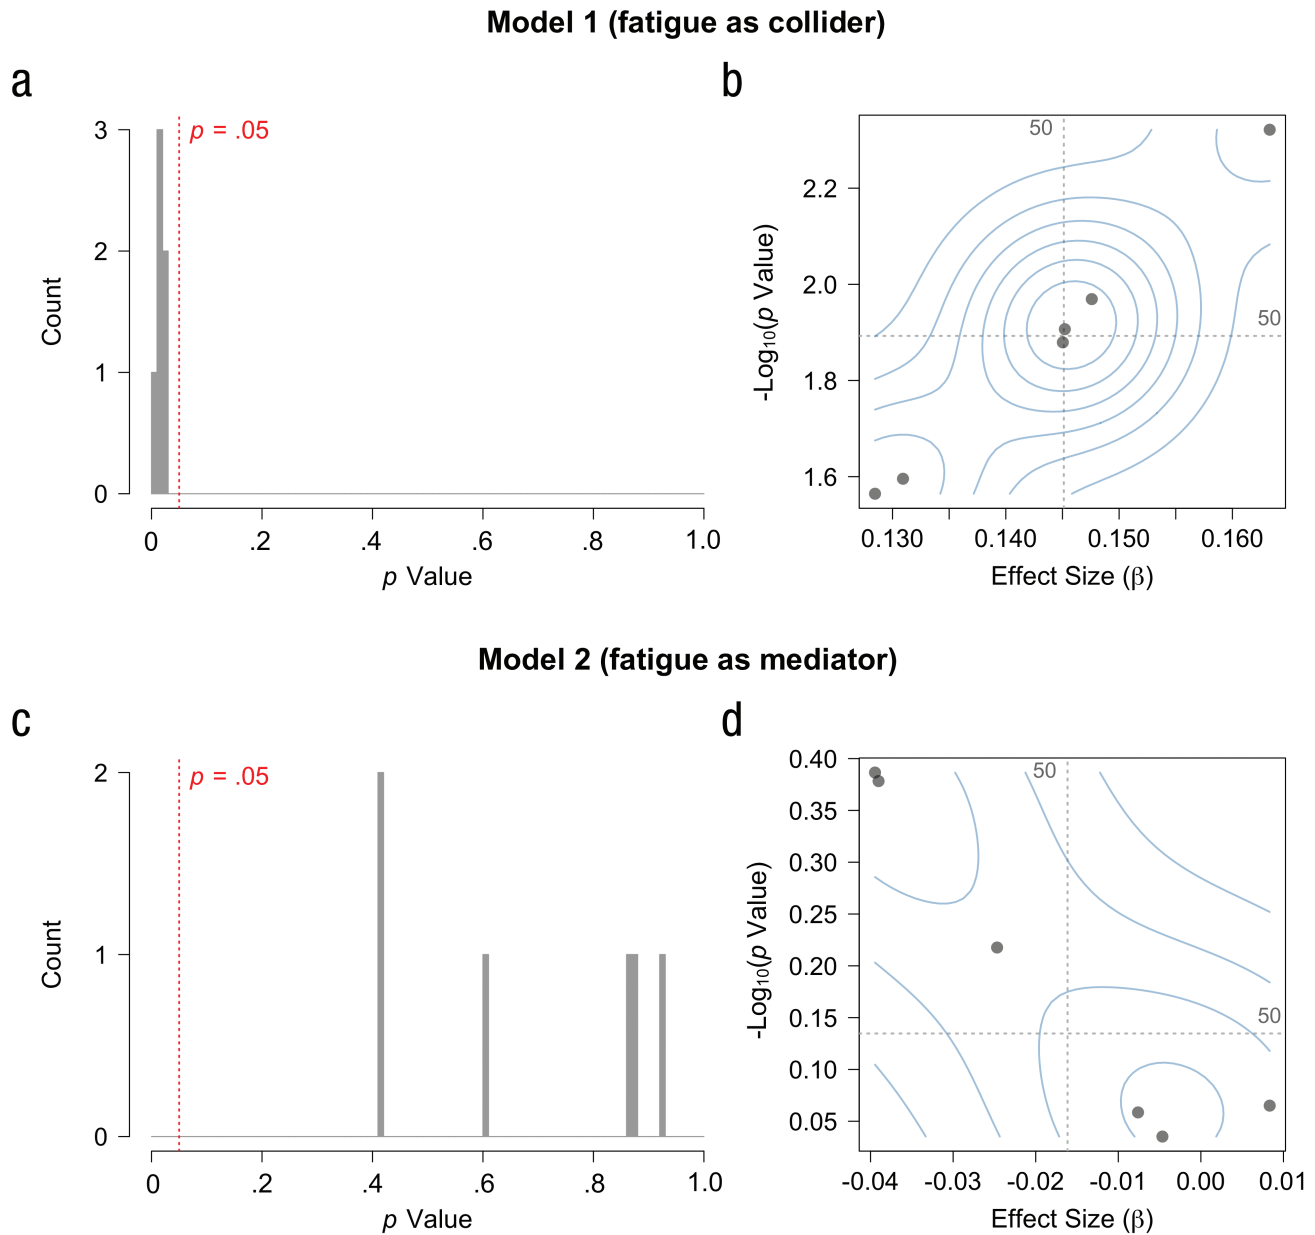 Model 1 (fatigue as collider)
a
3
2
1
0
Count
p = .05
0 .2 .4 .6 .8 1.0
p Value
b
50
50
2.2
2.0
1.8
1.6
-Log10(p Value)
0.130 0.140 0.150 0.160
Effect Size (β)
Model 2 (fatigue as mediator)
c
2
1
0
Count
p = .05
0 .2 .4 .6 .8 1.0
p Value
d
50
50
0.40
0.35
0.30
0.25
0.20
0.15
0.10
0.05
-Log10(p Value)
-0.04 -0.03 -0.02 -0.01 0.00 0.01
Effect Size (β)